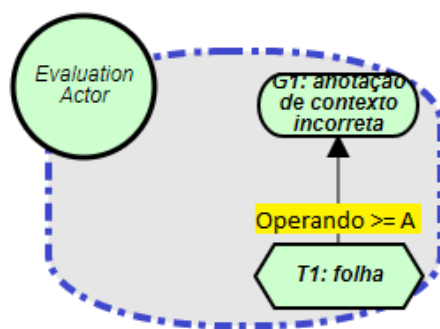 Evaluation
Actor
G1: anotação
de contexto
incorreta
Operando >= A
T1: folha